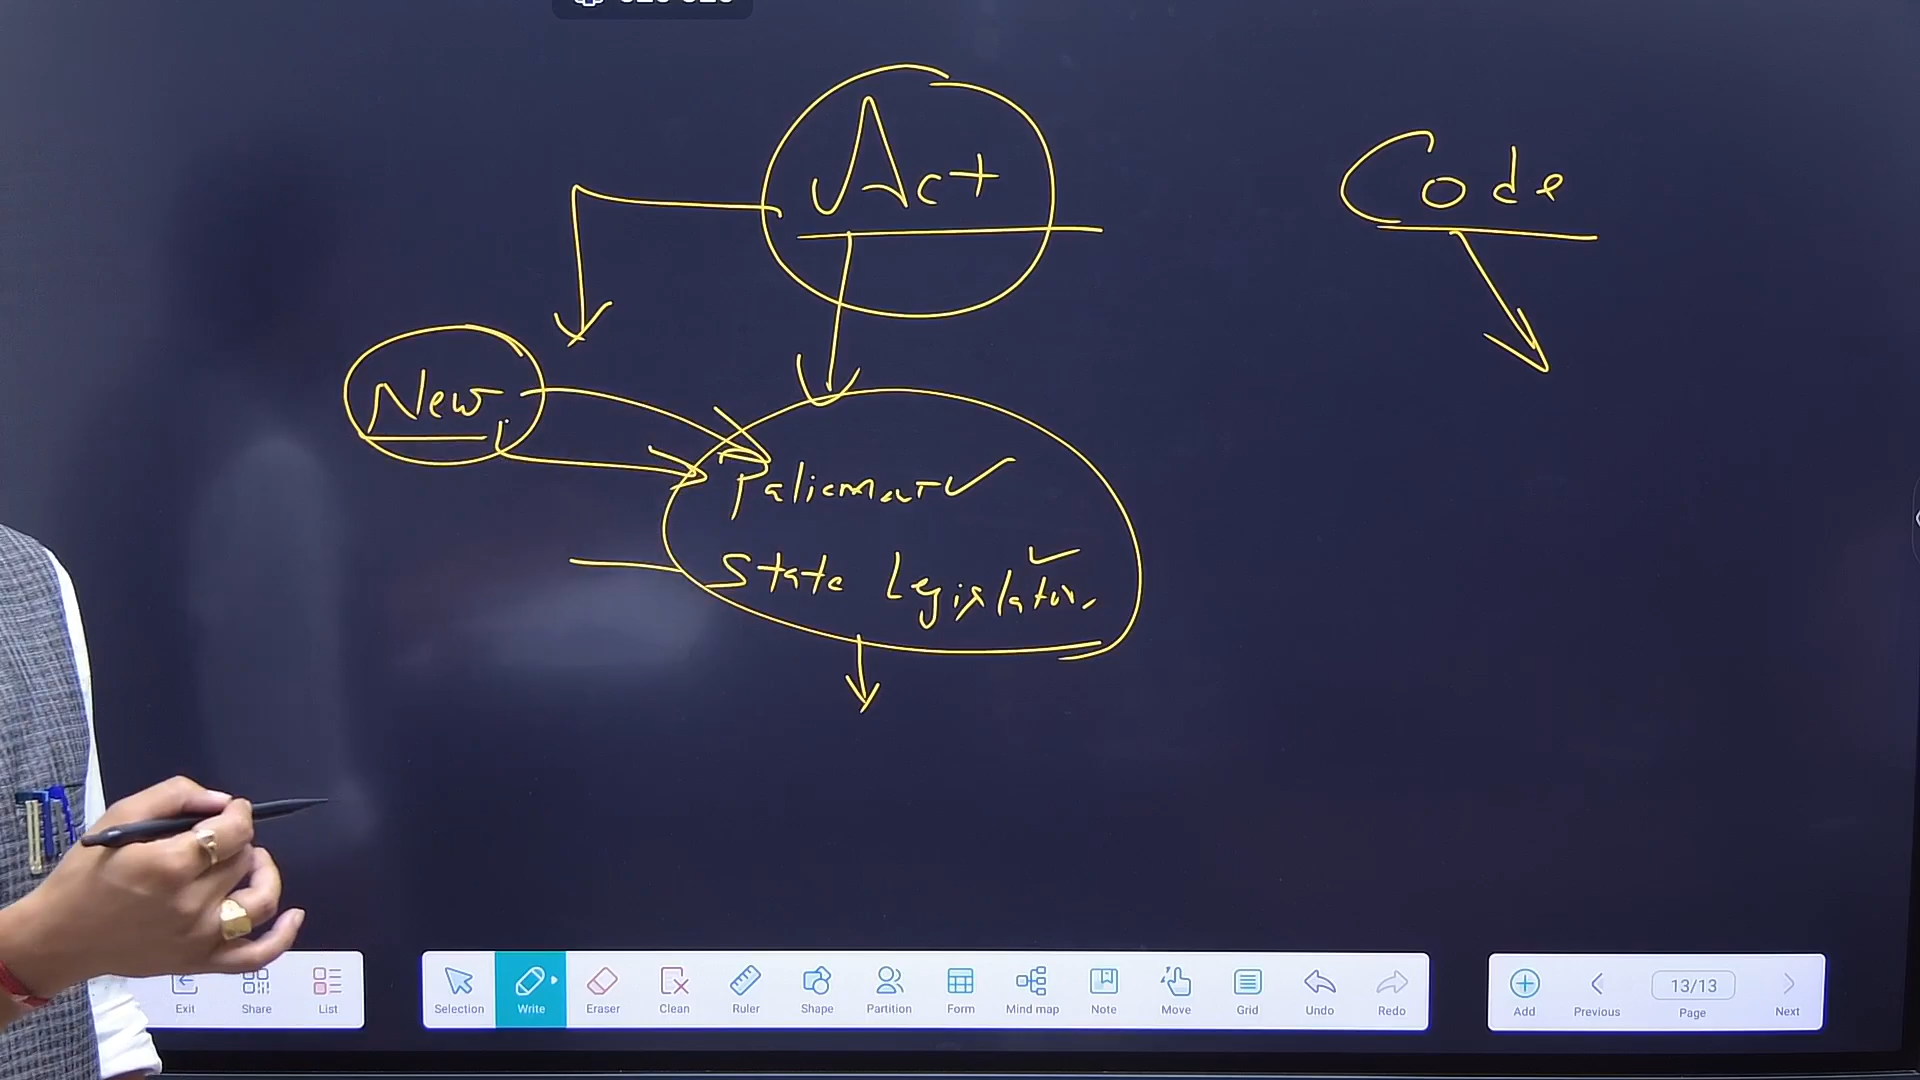 Act
Code
New
Paliament
State Legislator
Exit
Share
List
Selection
Write
Eraser
Clean
Ruler
Shape
Partition
Form
Mind map
Note
Move
Grid
Undo
Redo
Add
Previous
13/13
Page
Next